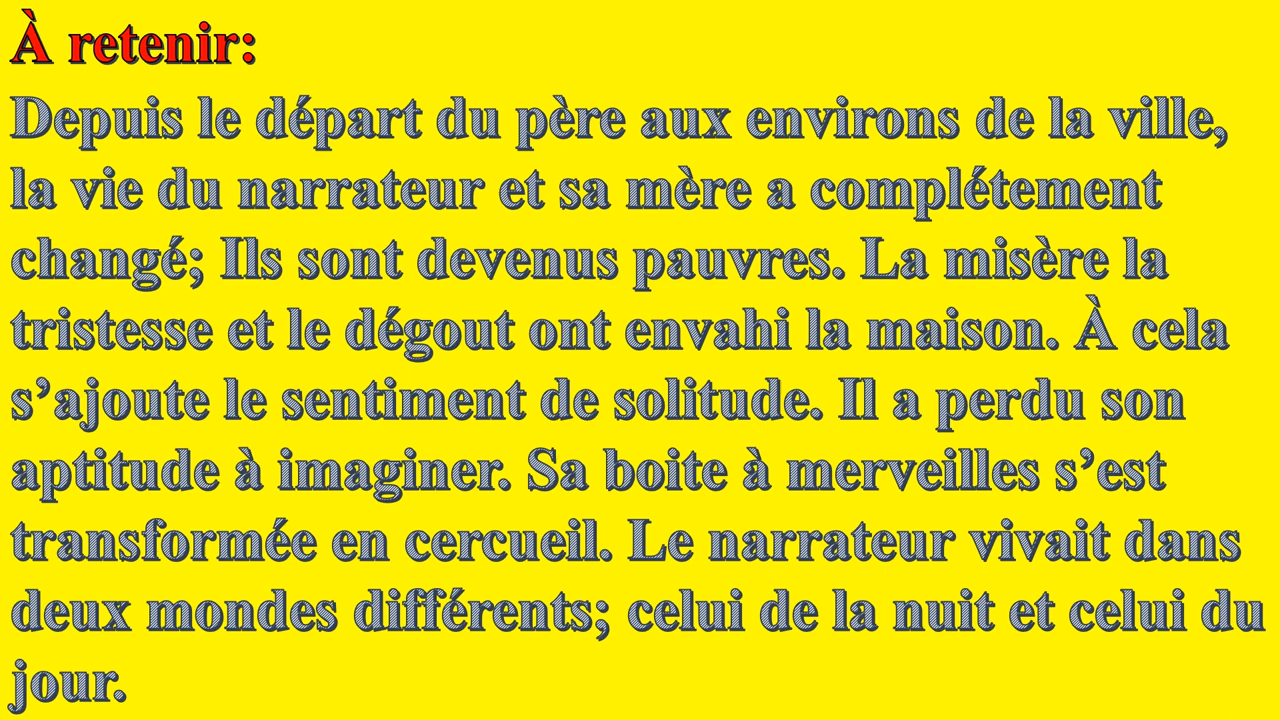 À retenir:
Depuis le départ du père aux environs de la ville,
la vie du narrateur et sa mère a complétement
changé; Ils sont devenus pauvres. La misère la
tristesse et le dégout ont envahi la maison. À cela
s’ajoute le sentiment de solitude. Il a perdu son
aptitude à imaginer. Sa boite à merveilles s’est
transformée en cercueil. Le narrateur vivait dans
deux mondes différents; celui de la nuit et celui du
jour.